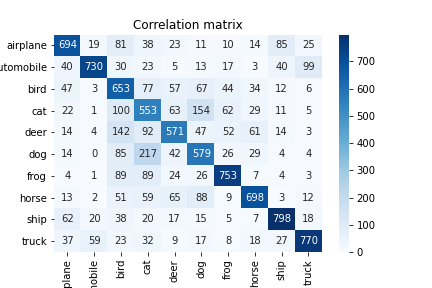 Correlation matrix
airplane 694 19 81 38 23 11 10 14 85 25
utomobile 40 730 30 23 5 13 17 3 40 99
bird 47 3 653 77 57 67 44 34 12 6
cat 22 1 100 553 63 154 62 29 11 5
deer 14 4 142 92 571 47 52 61 14 3
dog 14 0 85 217 42 579 26 29 4 4
frog 4 1 89 89 24 26 753 7 4 3
horse 13 2 51 59 65 88 9 698 3 12
ship 62 20 38 20 17 15 5 7 798 18
truck 37 59 23 32 9 17 8 18 27 770
plane mobile bird cat deer dog frog horse ship truck
700
600
500
400
300
200
100
0